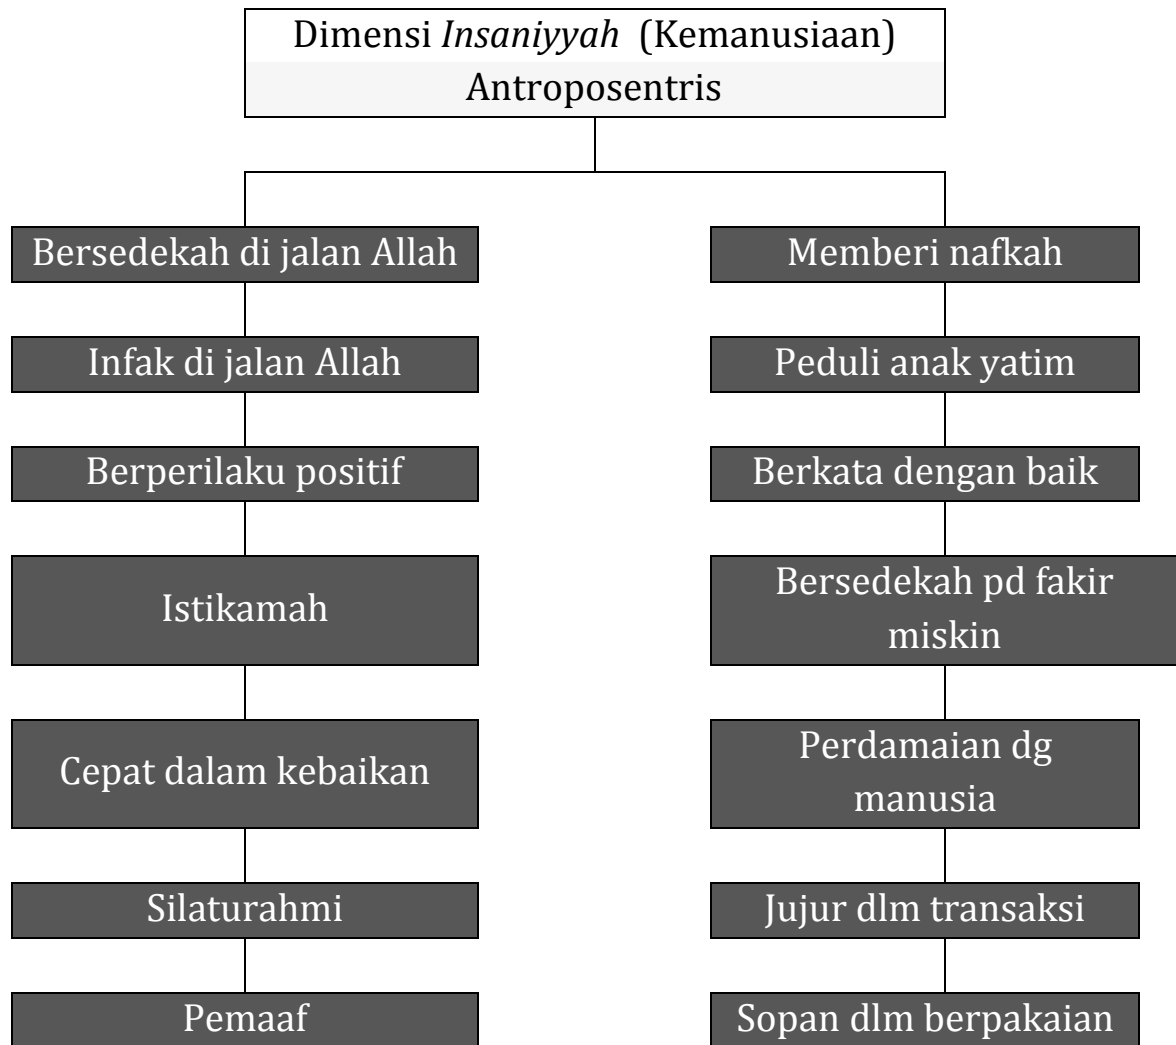 Dimensi Insaniyyah (Kemanusiaan)
Antroposentris
Bersedekah di jalan Allah
Infak di jalan Allah
Berperilaku positif
Istikamah
Cepat dalam kebaikan
Silaturahmi
Pemaaf
Memberi nafkah
Peduli anak yatim
Berkata dengan baik
Bersedekah pd fakir
miskin
Perdamaian dg
manusia
Jujur dlm transaksi
Sopan dlm berpakaian